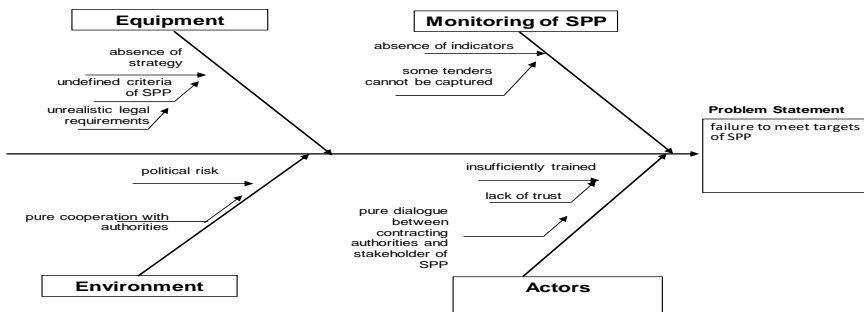 Equipment
Monitoring of SPP
absence of
strategy
undefined criteria
of SPP
unrealistic legal
requirements
absence of indicators
some tenders
cannot be captured
Problem Statement
failure to meet targets
of SPP
political risk
pure cooperation with
authorities
insufficiently trained
lack of trust
pure dialogue
between
contracting
authorities and
stakeholder of
SPP
Environment
Actors